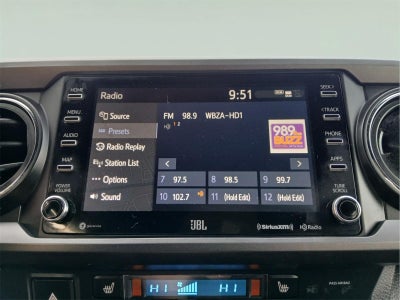 HOME
MENU
AUDIO
MAP
POWER
VOLUME
Radio
9:51
Source
Presets
Radio Replay
Station List
Options
Sound
FM 98.9 WBZA-HD1
HD 1 2
98.9
THE BUZZ
< >
7 97.5
8 98.5
9 99.7
10 102.7
11 (Hold Edit)
12 (Hold Edit)
SEEK>
<TRACK
PHONE
APPS
TUNE
SCROLL
JBL
SiriusXM
HD Radio
HI
HI
PASS AIRBAG